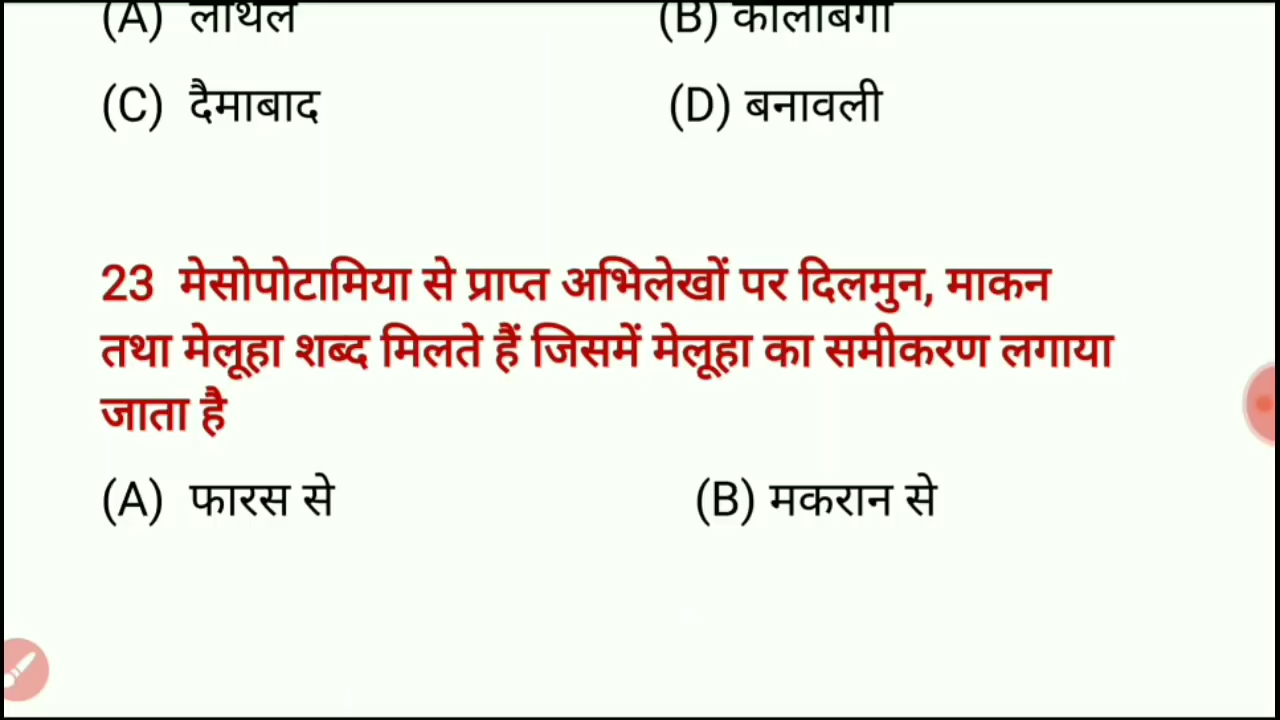 (A) लोथल (B) कालीबंगा
(C) दैमाबाद (D) बनावली
23 मेसोपोटामिया से प्राप्त अभिलेखों पर दिलमुन, माकन
तथा मेलूहा शब्द मिलते हैं जिसमें मेलूहा का समीकरण लगाया
जाता है
(A) फारस से (B) मकरान से